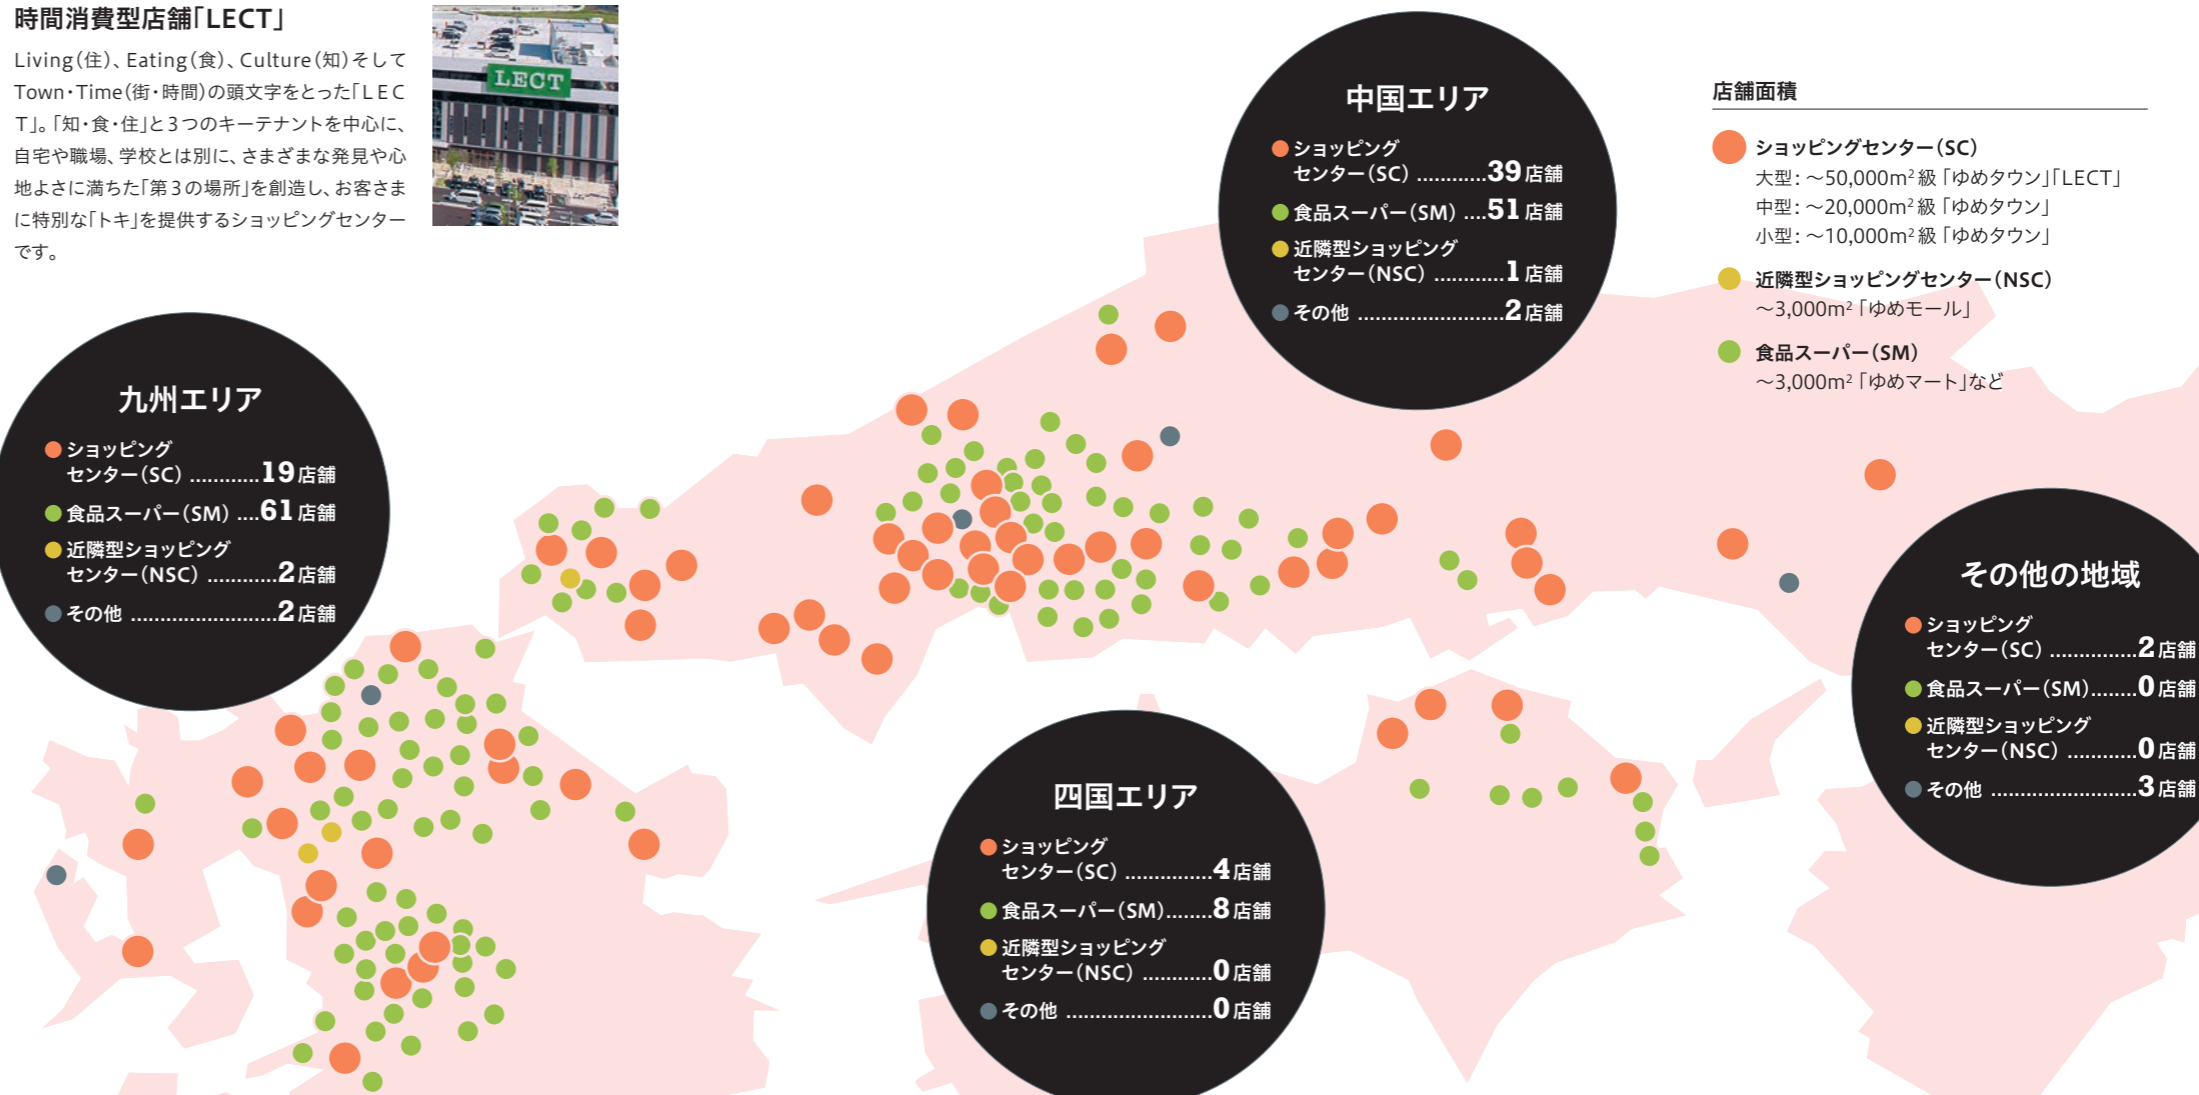 時間消費型店舗「LECT」
Living（住）、Eating（食）、Culture（知）そして
Town・Time（街・時間）の頭文字をとった「LEC
T」。「知・食・住」と3つのキーテナントを中心に、
自宅や職場、学校とは別に、さまざまな発見や心
地よさに満ちた「第3の場所」を創造し、お客さま
に特別な「トキ」を提供するショッピングセンター
です。
LECT
中国エリア
ショッピング
センター（SC） ............39店舗
食品スーパー（SM） ....51店舗
近隣型ショッピング
センター（NSC） ............1店舗
その他 .........................2店舗
店舗面積
ショッピングセンター（SC）
大型：～50,000m²級「ゆめタウン」「LECT」
中型：～20,000m²級「ゆめタウン」
小型：～10,000m²級「ゆめタウン」
近隣型ショッピングセンター（NSC）
～3,000m²「ゆめモール」
食品スーパー（SM）
～3,000m²「ゆめマート」など
九州エリア
ショッピング
センター（SC） ............19店舗
食品スーパー（SM） ....61店舗
近隣型ショッピング
センター（NSC） ............2店舗
その他 .........................2店舗
その他の地域
ショッピング
センター（SC） ...............2店舗
食品スーパー（SM）........0店舗
近隣型ショッピング
センター（NSC） ............0店舗
その他 .........................3店舗
四国エリア
ショッピング
センター（SC） ...............4店舗
食品スーパー（SM）........8店舗
近隣型ショッピング
センター（NSC） ............0店舗
その他 .........................0店舗